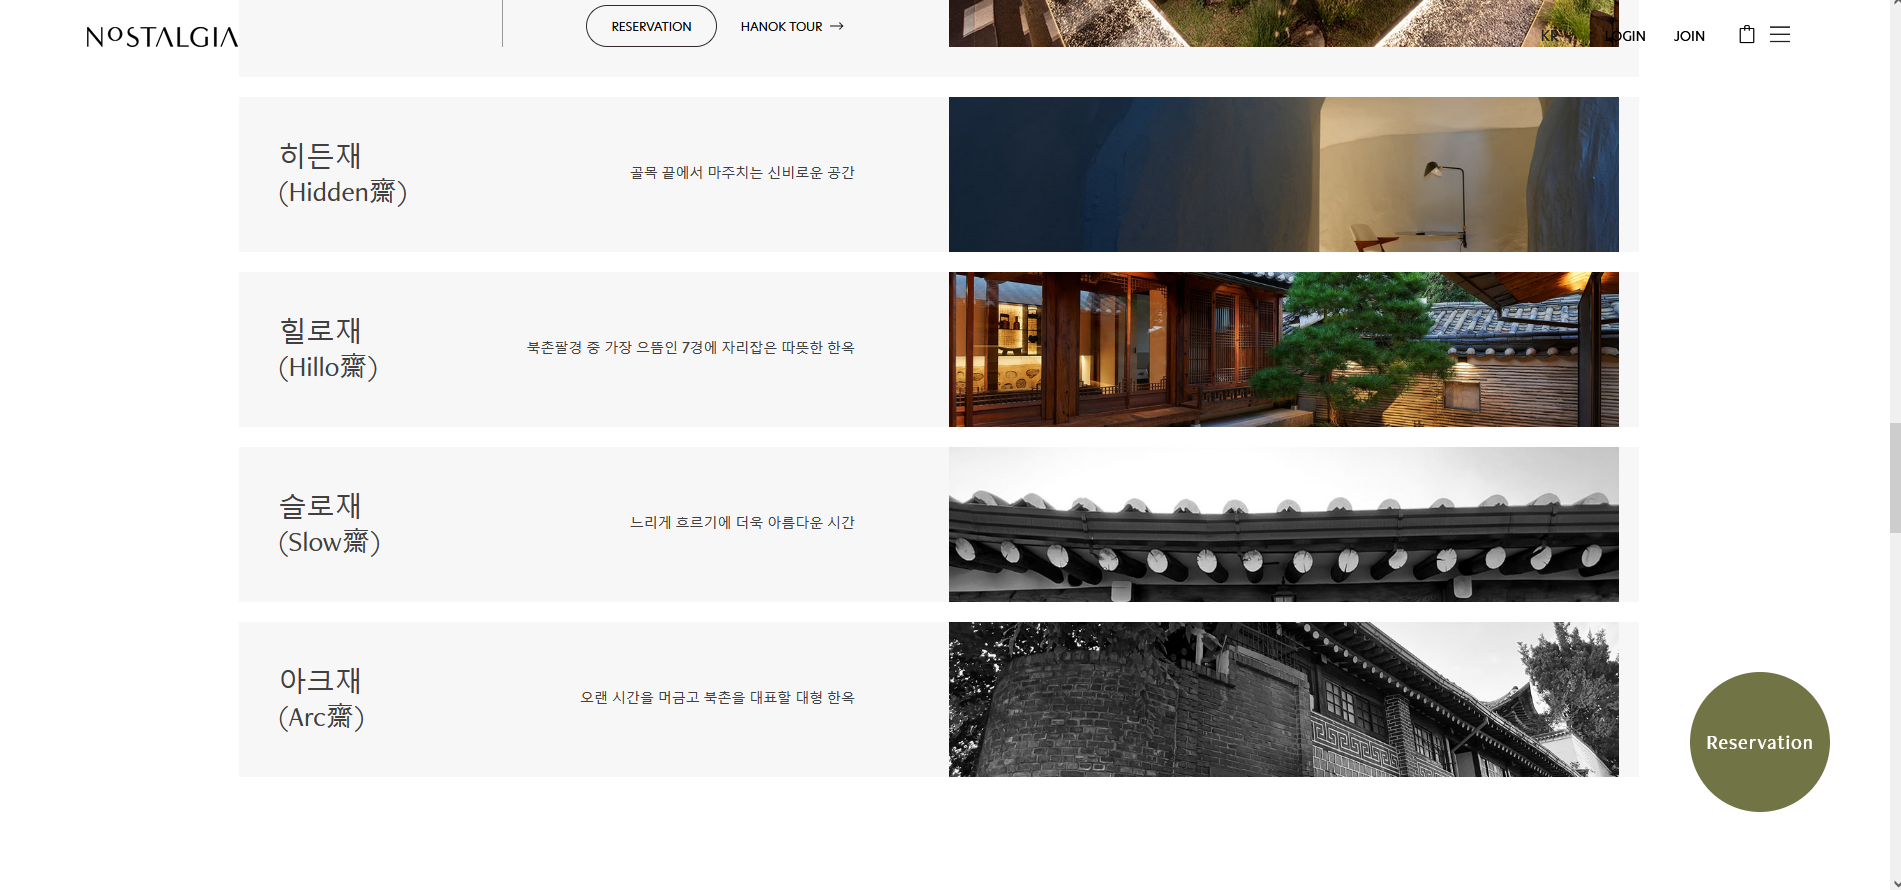 NOSTALGIA
RESERVATION
HANOK TOUR →
KR
LOGIN
JOIN
히든재
(Hidden齋)
골목 끝에서 마주치는 신비로운 공간
힐로재
(Hillo齋)
북촌팔경 중 가장 으뜸인 7경에 자리잡은 따뜻한 한옥
슬로재
(Slow齋)
느리게 흐르기에 더욱 아름다운 시간
아크재
(Arc齋)
오랜 시간을 머금고 북촌을 대표할 대형 한옥
Reservation